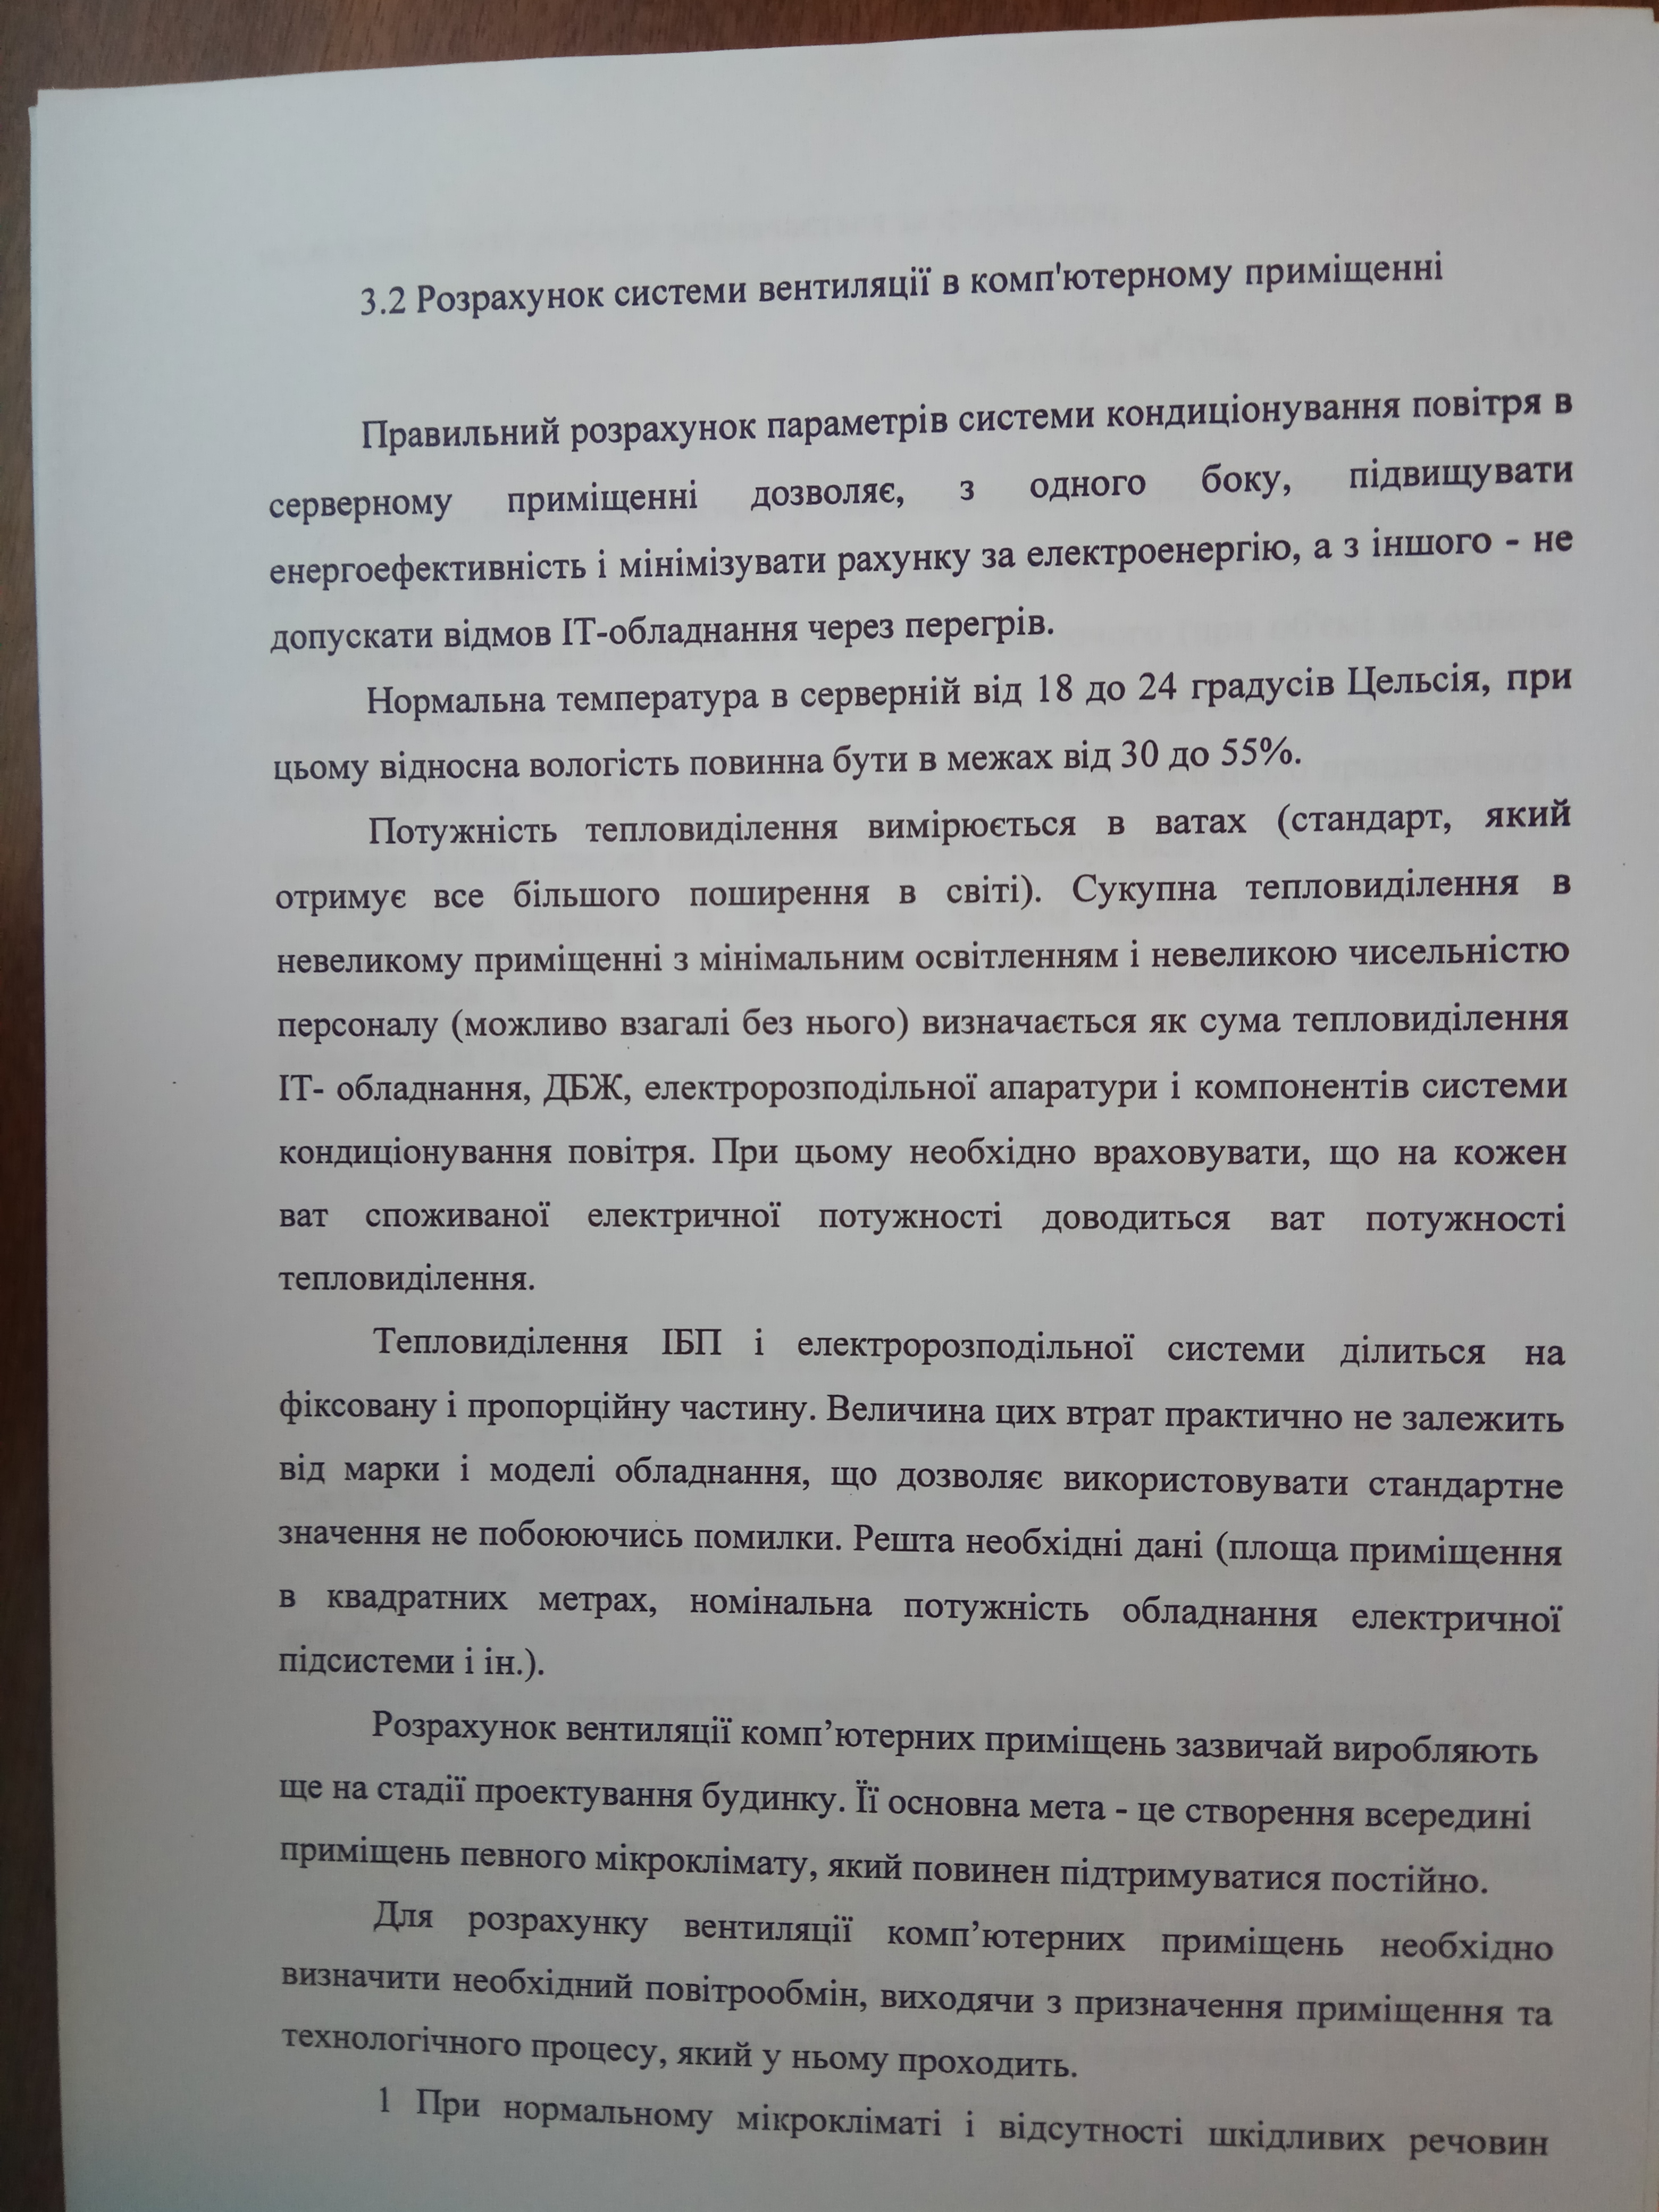 3.2 Розрахунок системи вентиляції в комп'ютерному приміщенні
Правильний розрахунок параметрів системи кондиціонування повітря в
серверному приміщенні дозволяє, з одного боку, підвищувати
енергоефективність і мінімізувати рахунку за електроенергію, а з іншого - не
допускати відмов ІТ-обладнання через перегрів.
Нормальна температура в серверній від 18 до 24 градусів Цельсія, при
цьому відносна вологість повинна бути в межах від 30 до 55%.
Потужність тепловиділення вимірюється в ватах (стандарт, який
отримує все більшого поширення в світі). Сукупна тепловиділення в
невеликому приміщенні з мінімальним освітленням і невеликою чисельністю
персоналу (можливо взагалі без нього) визначається як сума тепловиділення
ІТ- обладнання, ДБЖ, електророзподільної апаратури і компонентів системи
кондиціонування повітря. При цьому необхідно враховувати, що на кожен
ват споживаної електричної потужності доводиться ват потужності
тепловиділення.
Тепловиділення ІБП і електророзподільної системи ділиться на
фіксовану і пропорційну частину. Величина цих втрат практично не залежить
від марки і моделі обладнання, що дозволяє використовувати стандартне
значення не побоюючись помилки. Решта необхідні дані (площа приміщення
в квадратних метрах, номінальна потужність обладнання електричної
підсистеми і ін.).
Розрахунок вентиляції комп’ютерних приміщень зазвичай виробляють
ще на стадії проектування будинку. Її основна мета - це створення всередині
приміщень певного мікроклімату, який повинен підтримуватися постійно.
Для розрахунку вентиляції комп’ютерних приміщень необхідно
визначити необхідний повітрообмін, виходячи з призначення приміщення та
технологічного процесу, який у ньому проходить.
1 При нормальному мікрокліматі і відсутності шкідливих речовин